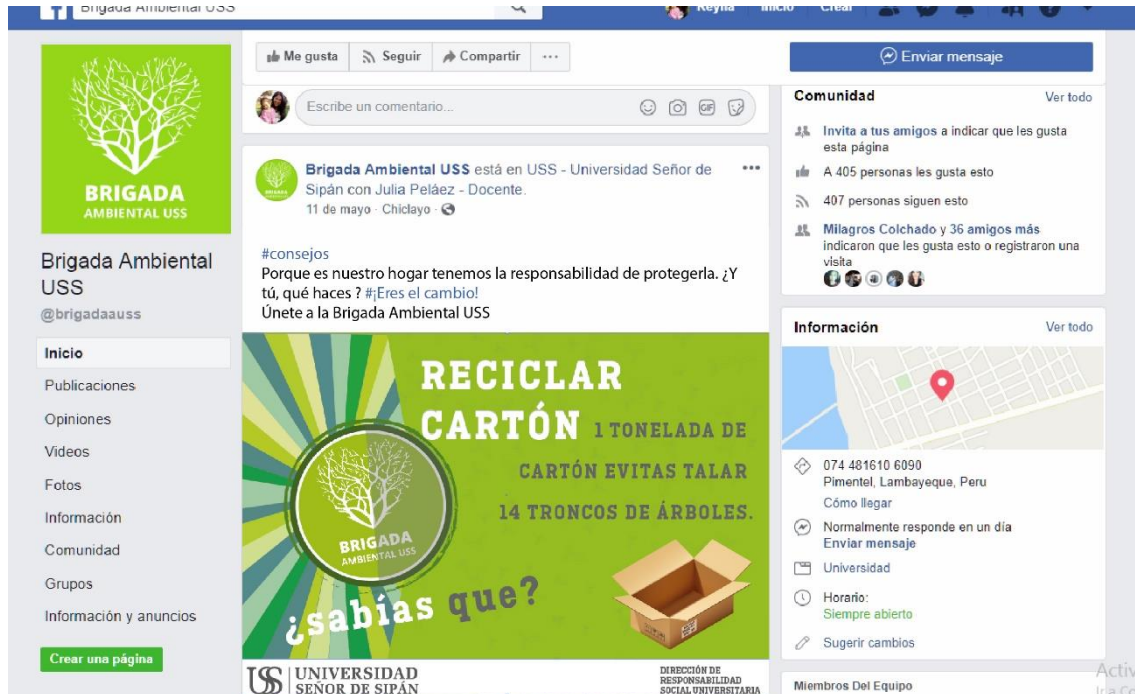 Brigada Ambiental USS
Reyna
Inicio
Crear
BRIGADA
AMBIENTAL USS
Brigada Ambiental
USS
@brigadaauss
Inicio
Publicaciones
Opiniones
Videos
Fotos
Información
Comunidad
Grupos
Información y anuncios
Crear una página
Me gusta
Seguir
Compartir
Escribe un comentario...
GIF
Brigada Ambiental USS está en USS - Universidad Señor de
Sipán con Julia Peláez - Docente.
11 de mayo · Chiclayo ·
#consejos
Porque es nuestro hogar tenemos la responsabilidad de protegerla. ¿Y
tú, qué haces ? #¡Eres el cambio!
Únete a la Brigada Ambiental USS
RECICLAR
CARTÓN 1 TONELADA DE
CARTÓN EVITAS TALAR
14 TRONCOS DE ÁRBOLES.
BRIGADA
AMBIENTAL USS
¿sabías que?
USS UNIVERSIDAD
SEÑOR DE SIPÁN
DIRECCIÓN DE
RESPONSABILIDAD
SOCIAL UNIVERSITARIA
Enviar mensaje
Comunidad
Ver todo
Invita a tus amigos a indicar que les gusta
esta página
A 405 personas les gusta esto
407 personas siguen esto
Milagros Colchado y 36 amigos más
indicaron que les gusta esto o registraron una
visita
Información
Ver todo
074 481610 6090
Pimentel, Lambayeque, Peru
Cómo llegar
Normalmente responde en un día
Enviar mensaje
Universidad
Horario:
Siempre abierto
Sugerir cambios
Miembros Del Equipo
Activ